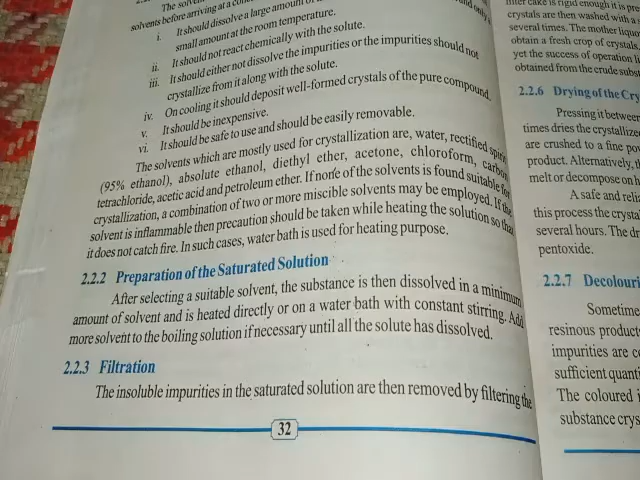 solvents before arriving at a
i. It should dissolve a large amount
small amount at the room temperature.
ii. It should not react chemically with the solute.
iii. It should either not dissolve the impurities or the impurities should not
crystallize from it along with the solute.
iv. On cooling it should deposit well-formed crystals of the pure compound.
v. It should be inexpensive.
vi. It should be safe to use and should be easily removable.
The solvents which are mostly used for crystallization are, water, rectified spirit
(95% ethanol), absolute ethanol, diethyl ether, acetone, chloroform, carbon
tetrachloride, acetic acid and petroleum ether. If none of the solvents is found suitable for
crystallization, a combination of two or more miscible solvents may be employed. If the
solvent is inflammable then precaution should be taken while heating the solution so that
it does not catch fire. In such cases, water bath is used for heating purpose.
2.2.2 Preparation of the Saturated Solution
After selecting a suitable solvent, the substance is then dissolved in a minimum
amount of solvent and is heated directly or on a water bath with constant stirring. Add
more solvent to the boiling solution if necessary until all the solute has dissolved.
2.2.3 Filtration
The insoluble impurities in the saturated solution are then removed by filtering the
32
filter cake is rigid enough it is
crystals are then washed with a
several times. The mother liquor
obtain a fresh crop of crystals.
yet the success of operation
obtained from the crude
2.2.6 Drying of the
Pressing it between
times dries the crystallized
are crushed to a fine
product. Alternatively,
melt or decompose on
A safe and
this process the
several hours. The
pentoxide.
2.2.7
Sometime
resinous product
impurities are
sufficient
The coloured
substance